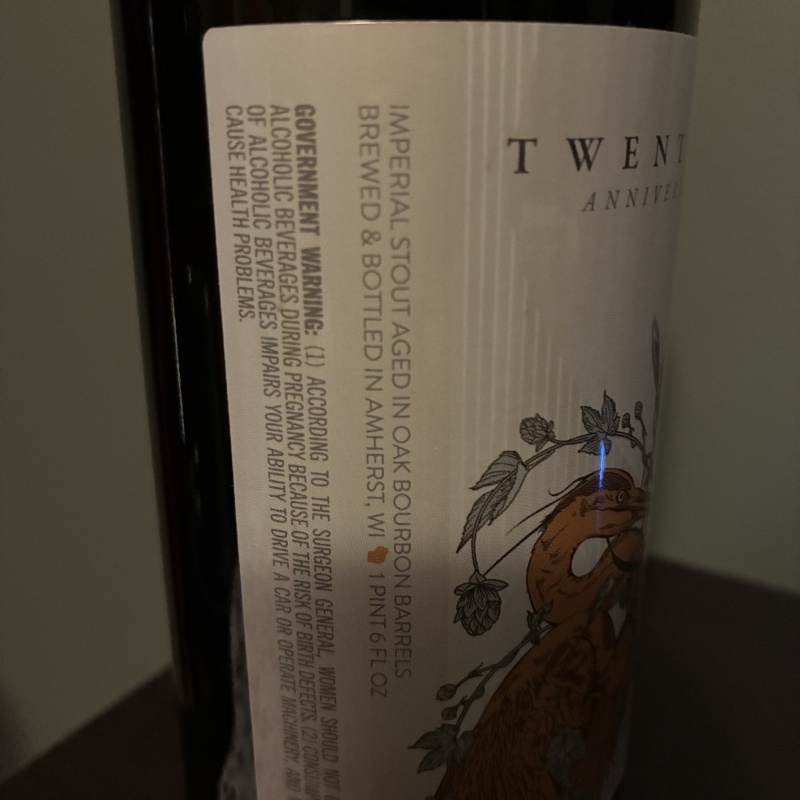 TWENT
ANNIVER
IMPERIAL STOUT AGED IN OAK BOURBON BARRELS
BREWED & BOTTLED IN AMHERST, WI 1 PINT 6 FL OZ
GOVERNMENT WARNING: (1) ACCORDING TO THE SURGEON GENERAL, WOMEN SHOULD NOT
ALCOHOLIC BEVERAGES DURING PREGNANCY BECAUSE OF THE RISK OF BIRTH DEFECTS. (2) CONSUM
OF ALCOHOLIC BEVERAGES IMPAIRS YOUR ABILITY TO DRIVE A CAR OR OPERATE MACHINERY, AND
CAUSE HEALTH PROBLEMS.